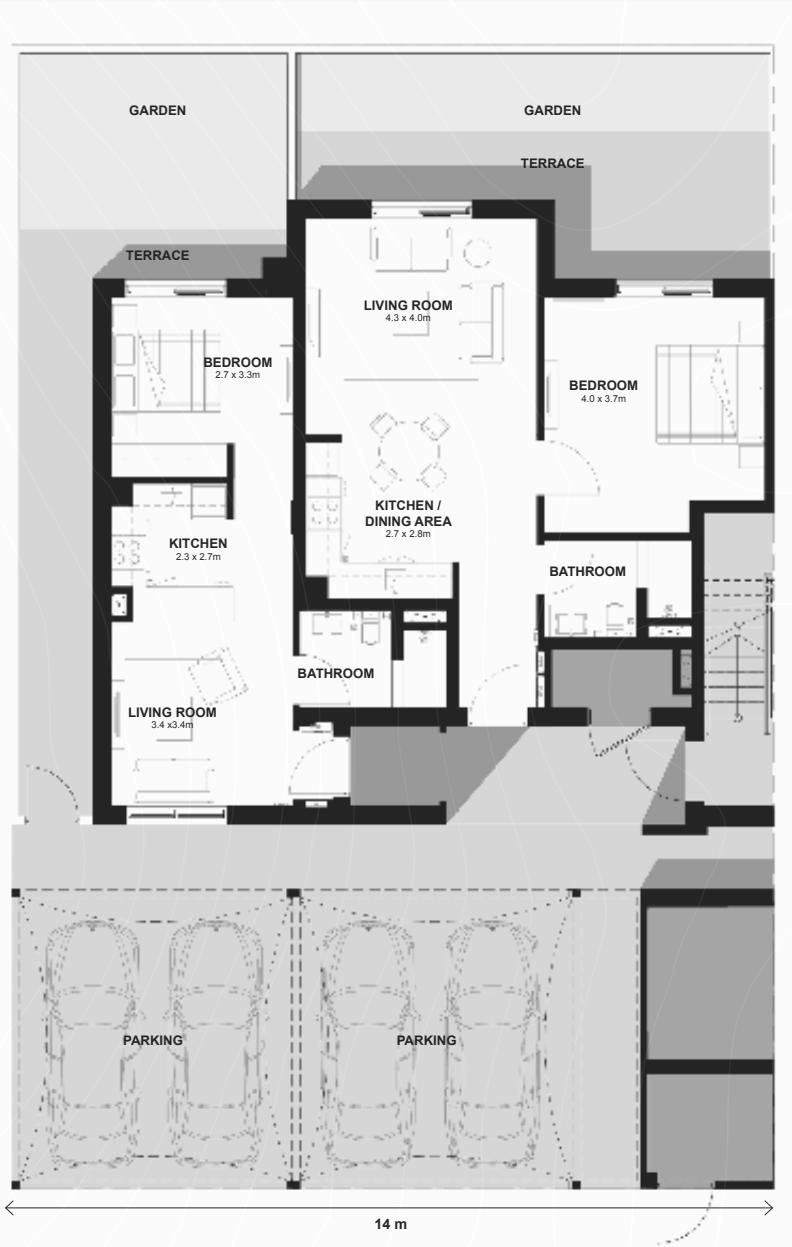 GARDEN
GARDEN
TERRACE
TERRACE
LIVING ROOM
4.3 x 4.0m
BEDROOM
2.7 x 3.3m
BEDROOM
4.0 x 3.7m
KITCHEN /
DINING AREA
2.7 x 2.8m
KITCHEN
2.3 x 2.7m
BATHROOM
BATHROOM
LIVING ROOM
3.4 x3.4m
PARKING
PARKING
14 m